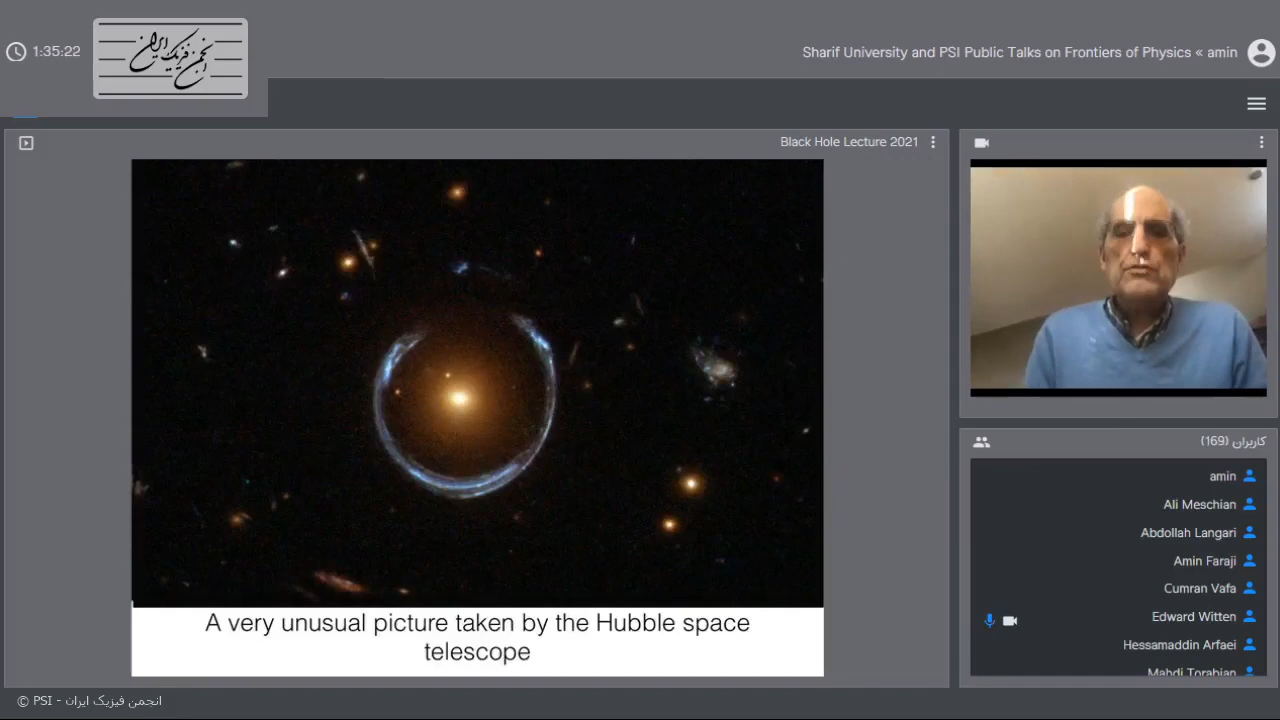 1:35:22
انجمن فیزیک ایران
Sharif University and PSI Public Talks on Frontiers of Physics « amin
Black Hole Lecture 2021
A very unusual picture taken by the Hubble space
telescope
کاربران (169)
amin
Ali Meschian
Abdollah Langari
Amin Faraji
Cumran Vafa
Edward Witten
Hessamaddin Arfaei
Mahdi Torabian
© PSI - انجمن فیزیک ایران